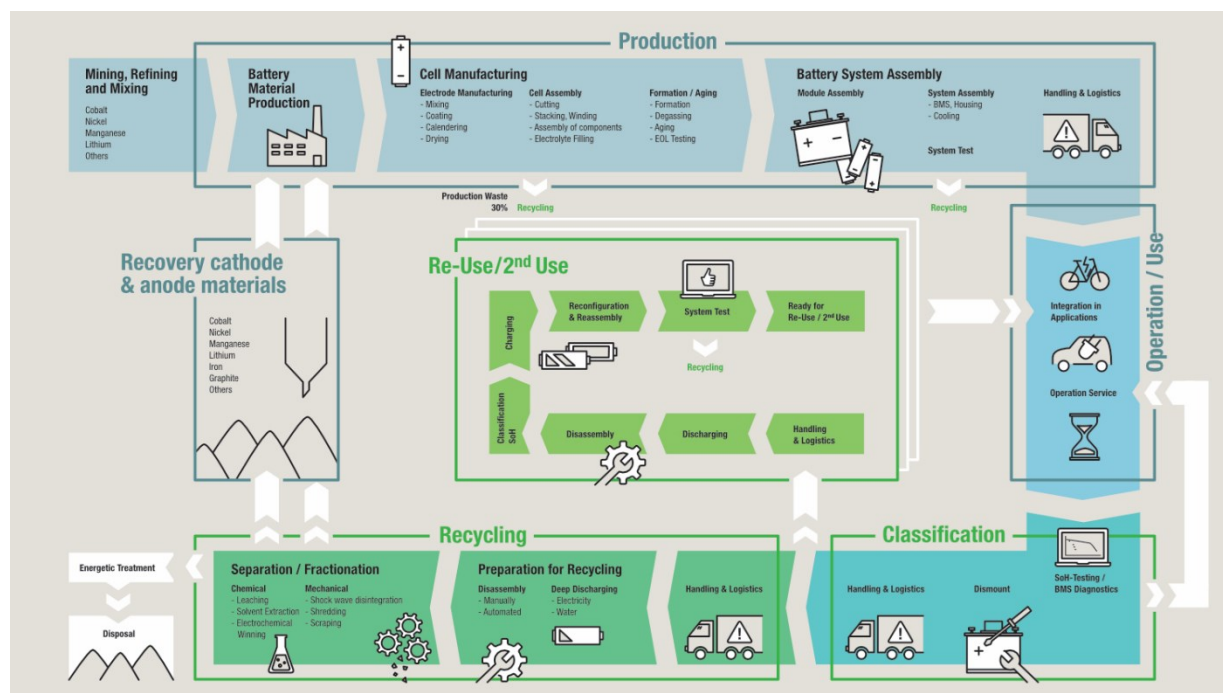 Production
Mining, Refining
and Mixing
Cobalt
Nickel
Manganese
Lithium
Others
Battery
Material
Production
Cell Manufacturing
Electrode Manufacturing
- Mixing
- Coating
- Calendering
- Drying
Cell Assembly
- Cutting
- Stacking, Winding
- Assembly of components
- Electrolyte Filling
Formation / Aging
- Formation
- Degassing
- Aging
- EOL Testing
Battery System Assembly
Module Assembly
System Assembly
- BMS, Housing
- Cooling
System Test
Handling & Logistics
Production Waste
30%
Recycling
Recycling
Recovery cathode
& anode materials
Cobalt
Nickel
Manganese
Lithium
Iron
Graphite
Others
Re-Use/2nd Use
Charging
Reconfiguration
& Reassembly
System Test
Ready for
Re-Use / 2nd Use
Recycling
Classification
SoH
Disassembly
Discharging
Handling
& Logistics
Operation / Use
Integration in
Applications
Operation Service
Energetic Treatment
Disposal
Recycling
Separation / Fractionation
Chemical
- Leaching
- Solvent Extraction
- Electrochemical
Winning
Mechanical
- Shock wave disintegration
- Shredding
- Scraping
Preparation for Recycling
Disassembly
- Manually
- Automated
Deep Discharging
- Electricity
- Water
Handling & Logistics
Classification
Handling & Logistics
Dismount
SoH-Testing /
BMS Diagnostics